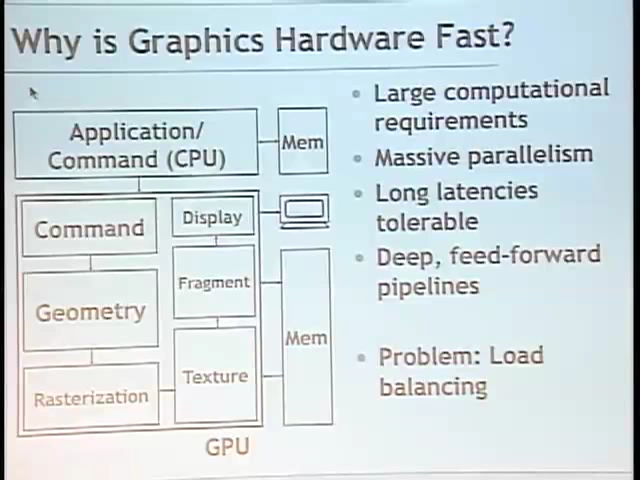 Why is Graphics Hardware Fast?
Application/
Command (CPU)
Mem
Command
Display
Geometry
Fragment
Mem
Rasterization
Texture
GPU
• Large computational
requirements
• Massive parallelism
• Long latencies
tolerable
• Deep, feed-forward
pipelines
• Problem: Load
balancing